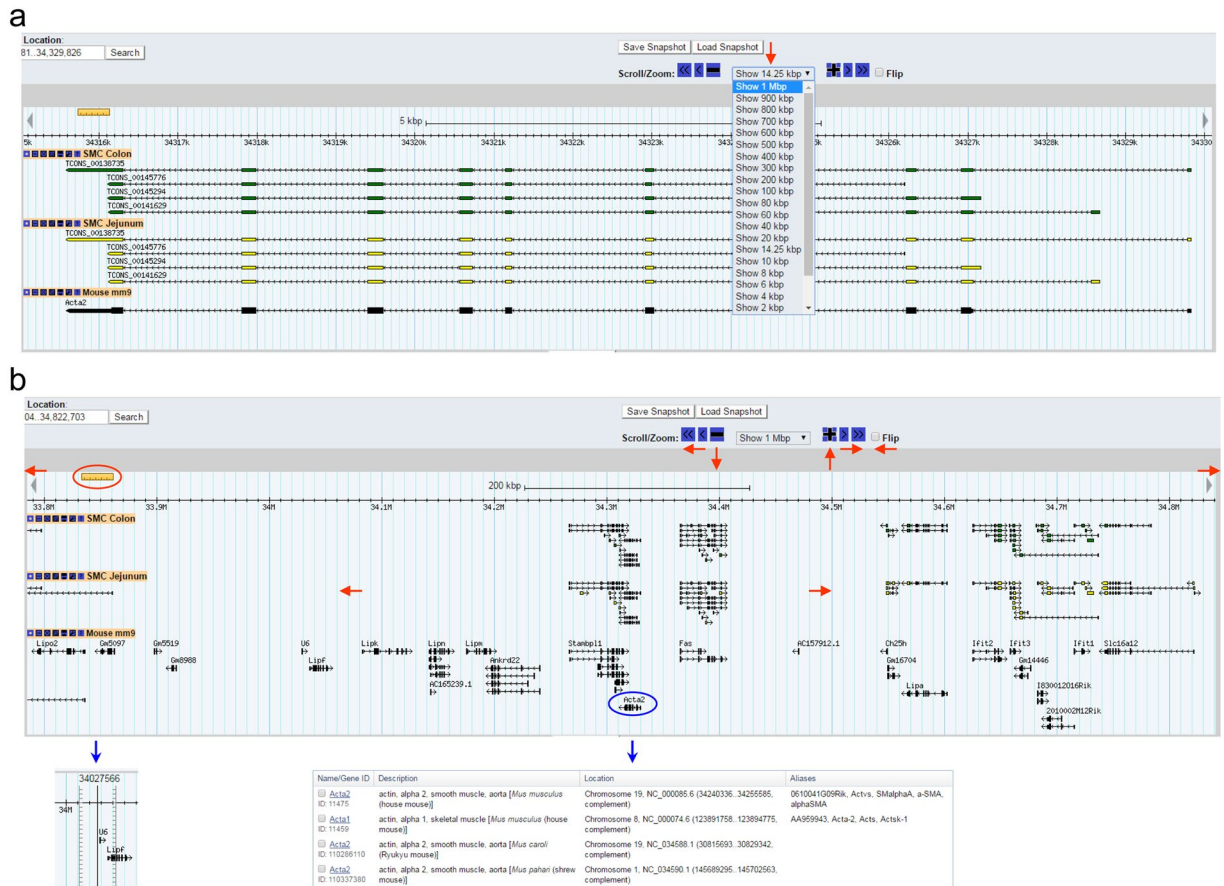 a
Location:
81..34,329,826 Search
Save Snapshot Load Snapshot
Scroll/Zoom: Show 14.25 kbp Flip
Show 1 Mbp
Show 900 kbp
Show 800 kbp
Show 700 kbp
Show 600 kbp
Show 500 kbp
Show 400 kbp
Show 300 kbp
Show 200 kbp
Show 100 kbp
Show 80 kbp
Show 60 kbp
Show 40 kbp
Show 20 kbp
Show 14.25 kbp
Show 10 kbp
Show 8 kbp
Show 6 kbp
Show 4 kbp
Show 2 kbp
5 kbp
5k 34316k 34317k 34318k 34319k 34320k 34321k 34322k 34323k 34326k 34327k 34328k 34329k 34330
SMC Colon
TCONS_00138735
TCONS_00145776
TCONS_00145294
TCONS_00141629
SMC Jejunum
TCONS_00138735
TCONS_00145776
TCONS_00145294
TCONS_00141629
Mouse mm9
Acta2
b
Location:
04..34,822,703 Search
Save Snapshot Load Snapshot
Scroll/Zoom: Show 1 Mbp Flip
200 kbp
33.8M 33.9M 34M 34.1M 34.2M 34.3M 34.4M 34.5M 34.6M 34.7M 34.8M
SMC Colon
SMC Jejunum
Mouse mm9
Lipo2 Gm5097 Gm5519 U6 Lipk Lipn Lipm Stambpl1 Fas AC157912.1 Ch25h Ifit2 Ifit3 Ifit1 Slc16a12
Gm8988 Lipf Ankrd22 Gm16704 Gm14446
AC165239.1 Lipa I830012O16Rik
Acta2
2010002M12Rik
34027566
34M
U6
Lipf
Name/Gene ID Description Location Aliases
Acta2 actin, alpha 2, smooth muscle, aorta [Mus musculus Chromosome 19, NC_000085.6 (34240336..34255585, 0610041G09Rik, Actvs, SMalphaA, a-SMA,
ID: 11475 (house mouse)] complement) alphaSMA
Acta1 actin, alpha 1, skeletal muscle [Mus musculus (house Chromosome 8, NC_000074.6 (123891758..123894775, AA959943, Acta-2, Acts, Actsk-1
ID: 11459 mouse)] complement)
Acta2 actin, alpha 2, smooth muscle, aorta [Mus caroli Chromosome 19, NC_034588.1 (30815693..30829342,
ID: 110286110 (Ryukyu mouse)] complement)
Acta2 actin, alpha 2, smooth muscle, aorta [Mus pahari (shrew Chromosome 1, NC_034590.1 (145689295..145702563,
ID: 110337380 mouse)] complement)